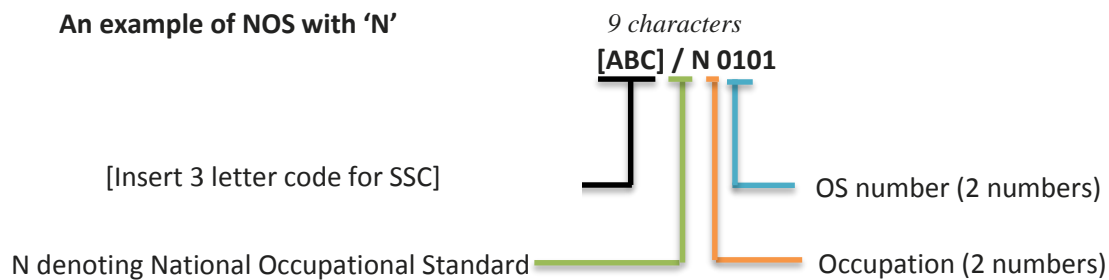 An example of NOS with ‘N’
9 characters
[ABC] / N 0101
[Insert 3 letter code for SSC]
OS number (2 numbers)
N denoting National Occupational Standard
Occupation (2 numbers)